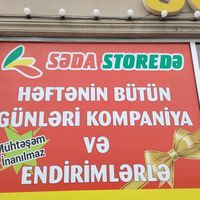 SƏDA STOREDƏ
HƏFTƏNİN BÜTÜN
GÜNLƏRİ KOMPANİYA
VƏ
ENDİRİMLƏRLƏ
Möhtəşəm
İnanılmaz